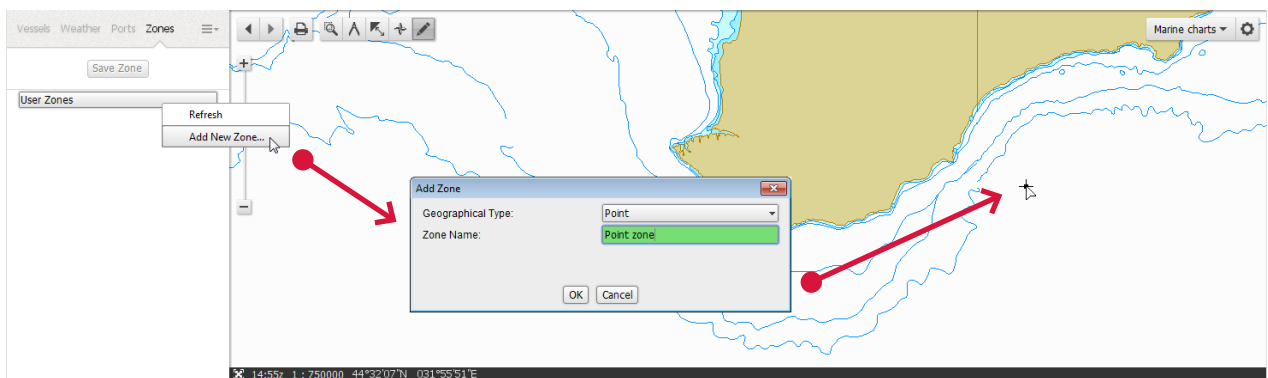 Vessels Weather Ports Zones
Marine charts
Save Zone
User Zones
Refresh
Add New Zone...
Add Zone
Geographical Type: Point
Zone Name: Point zone
OK Cancel
14:55z 1 : 750000 44°32'07"N 031°55'51"E